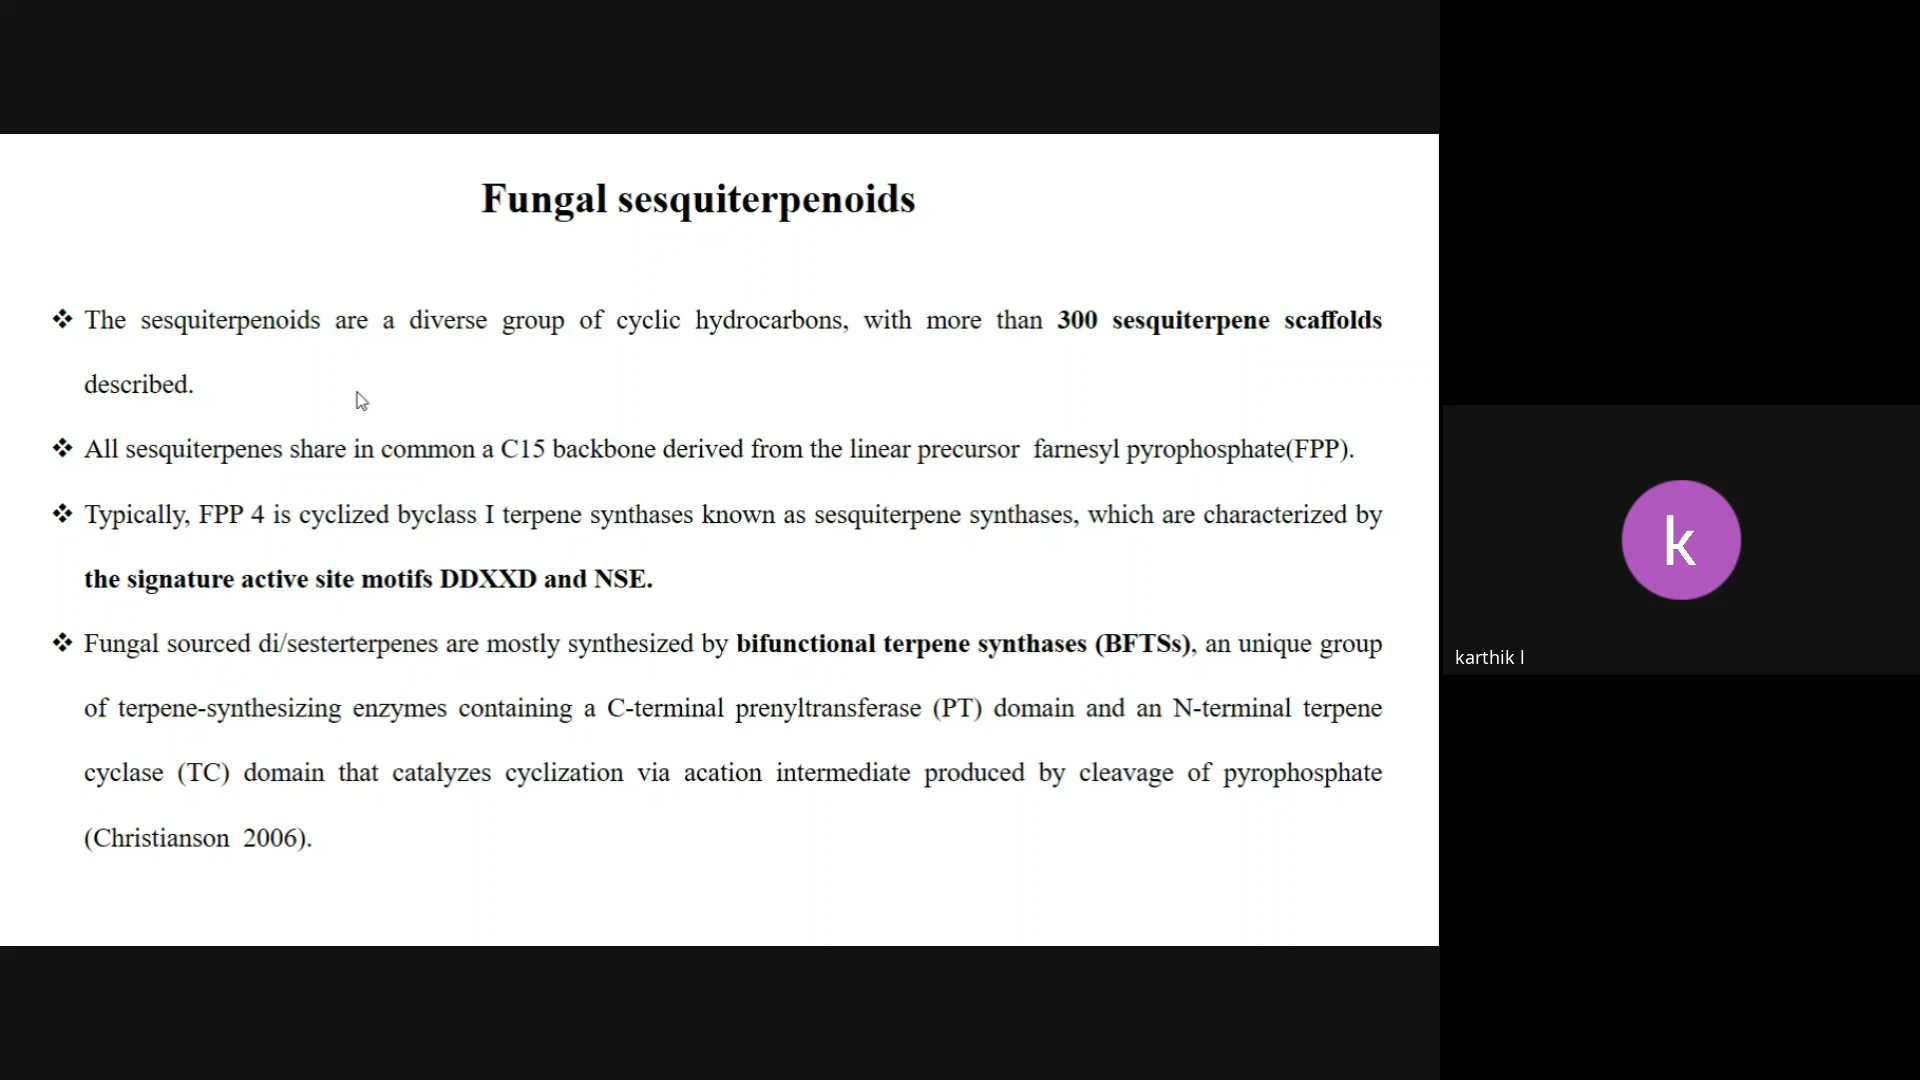 Fungal sesquiterpenoids
❖ The sesquiterpenoids are a diverse group of cyclic hydrocarbons, with more than 300 sesquiterpene scaffolds
described.
❖ All sesquiterpenes share in common a C15 backbone derived from the linear precursor farnesyl pyrophosphate(FPP).
❖ Typically, FPP 4 is cyclized byclass I terpene synthases known as sesquiterpene synthases, which are characterized by
the signature active site motifs DDXXD and NSE.
❖ Fungal sourced di/sesterterpenes are mostly synthesized by bifunctional terpene synthases (BFTSs), an unique group
of terpene-synthesizing enzymes containing a C-terminal prenyltransferase (PT) domain and an N-terminal terpene
cyclase (TC) domain that catalyzes cyclization via acation intermediate produced by cleavage of pyrophosphate
(Christianson 2006).
k
karthik l